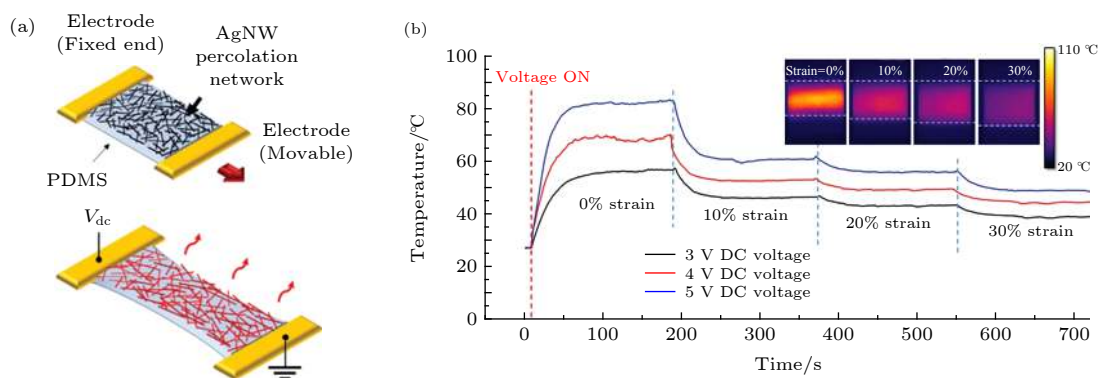 (a)
Electrode
(Fixed end)
AgNW
percolation
network
Electrode
(Movable)
PDMS
Vdc
(b)
100
80
60
40
20
0
Temperature/℃
Voltage ON
0% strain
10% strain
20% strain
30% strain
3 V DC voltage
4 V DC voltage
5 V DC voltage
Strain=0%
10%
20%
30%
110 ℃
20 ℃
0
100
200
300
400
500
600
700
Time/s